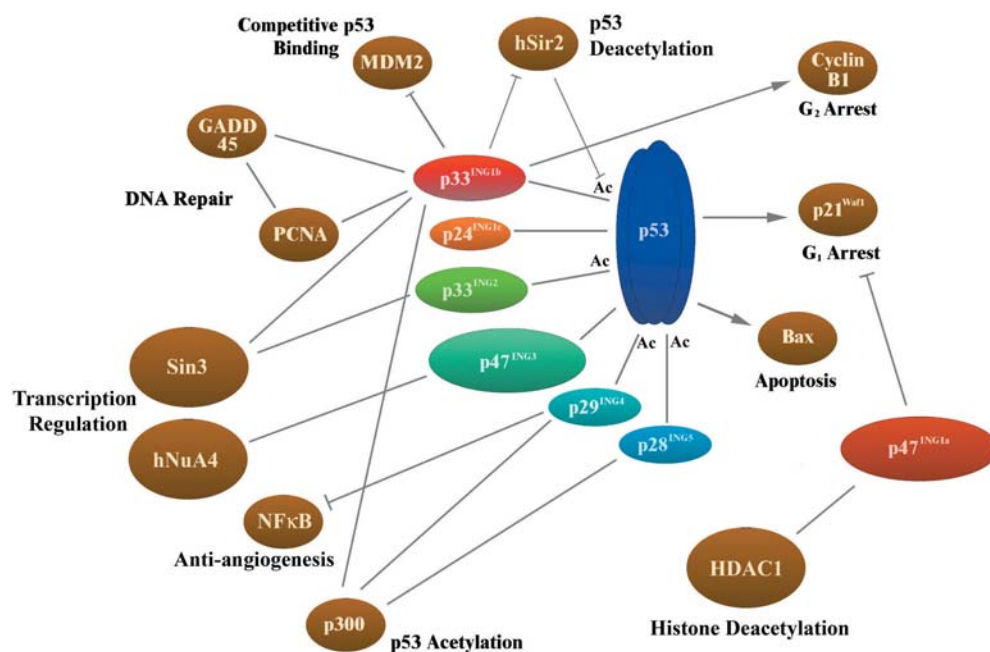 Competitive p53
Binding
MDM2
hSir2
p53
Deacetylation
Cyclin
B1
G₂ Arrest
GADD
45
p33ᴵᴺᴳ¹ᵇ
Ac
DNA Repair
PCNA
p24ᴵᴺᴳ¹ᶜ
p53
p21ᵂᵃᶠ¹
G₁ Arrest
Ac
p33ᴵᴺᴳ²
Sin3
p47ᴵᴺᴳ³
Ac
Ac
Bax
Apoptosis
Transcription
Regulation
p29ᴵᴺᴳ⁴
hNuA4
p28ᴵᴺᴳ⁵
p47ᴵᴺᴳ¹ᵃ
NFκB
Anti-angiogenesis
HDAC1
p300
p53 Acetylation
Histone Deacetylation